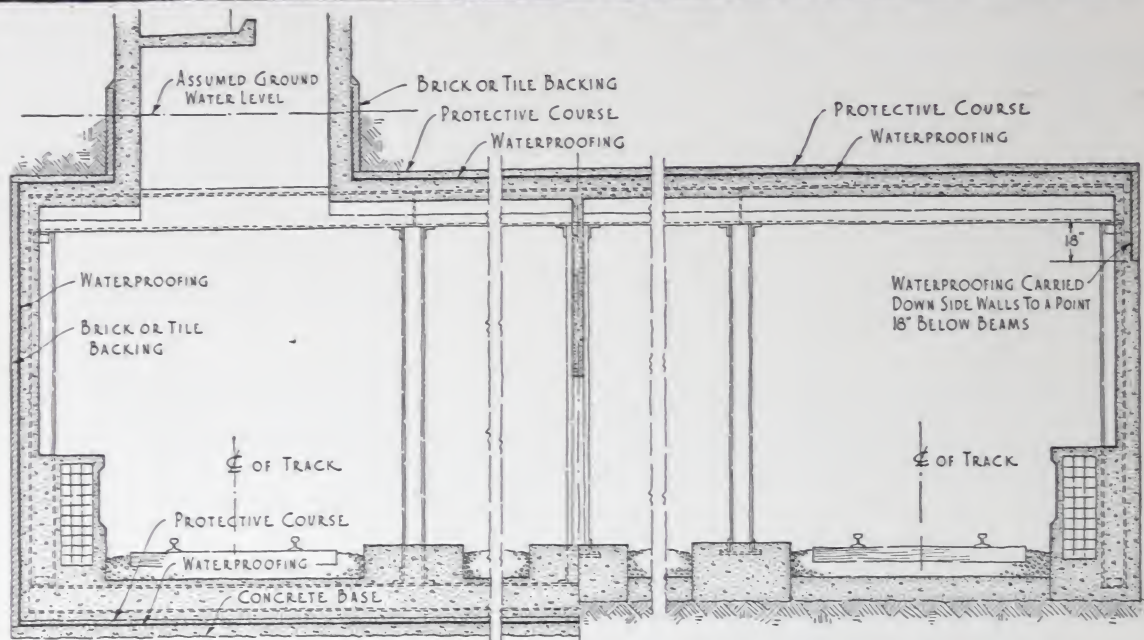 ASSUMED GROUND
WATER LEVEL
BRICK OR TILE BACKING
PROTECTIVE COURSE
WATERPROOFING
PROTECTIVE COURSE
WATERPROOFING
18"
WATERPROOFING
BRICK OR TILE
BACKING
WATERPROOFING CARRIED
DOWN SIDE WALLS TO A POINT
18" BELOW BEAMS
℄ OF TRACK
℄ OF TRACK
PROTECTIVE COURSE
WATERPROOFING
CONCRETE BASE